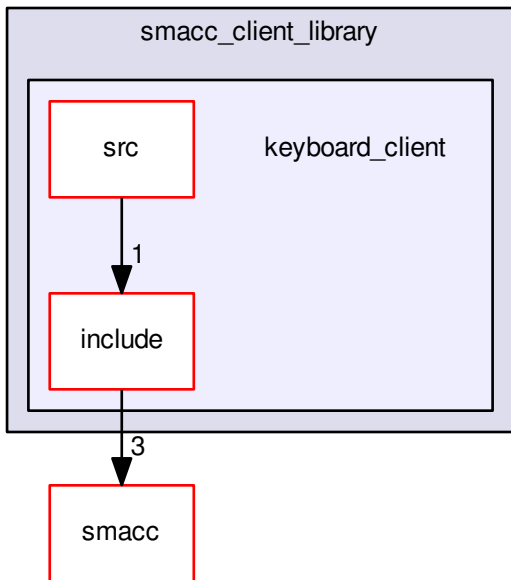 smacc_client_library
src
keyboard_client
1
include
3
smacc